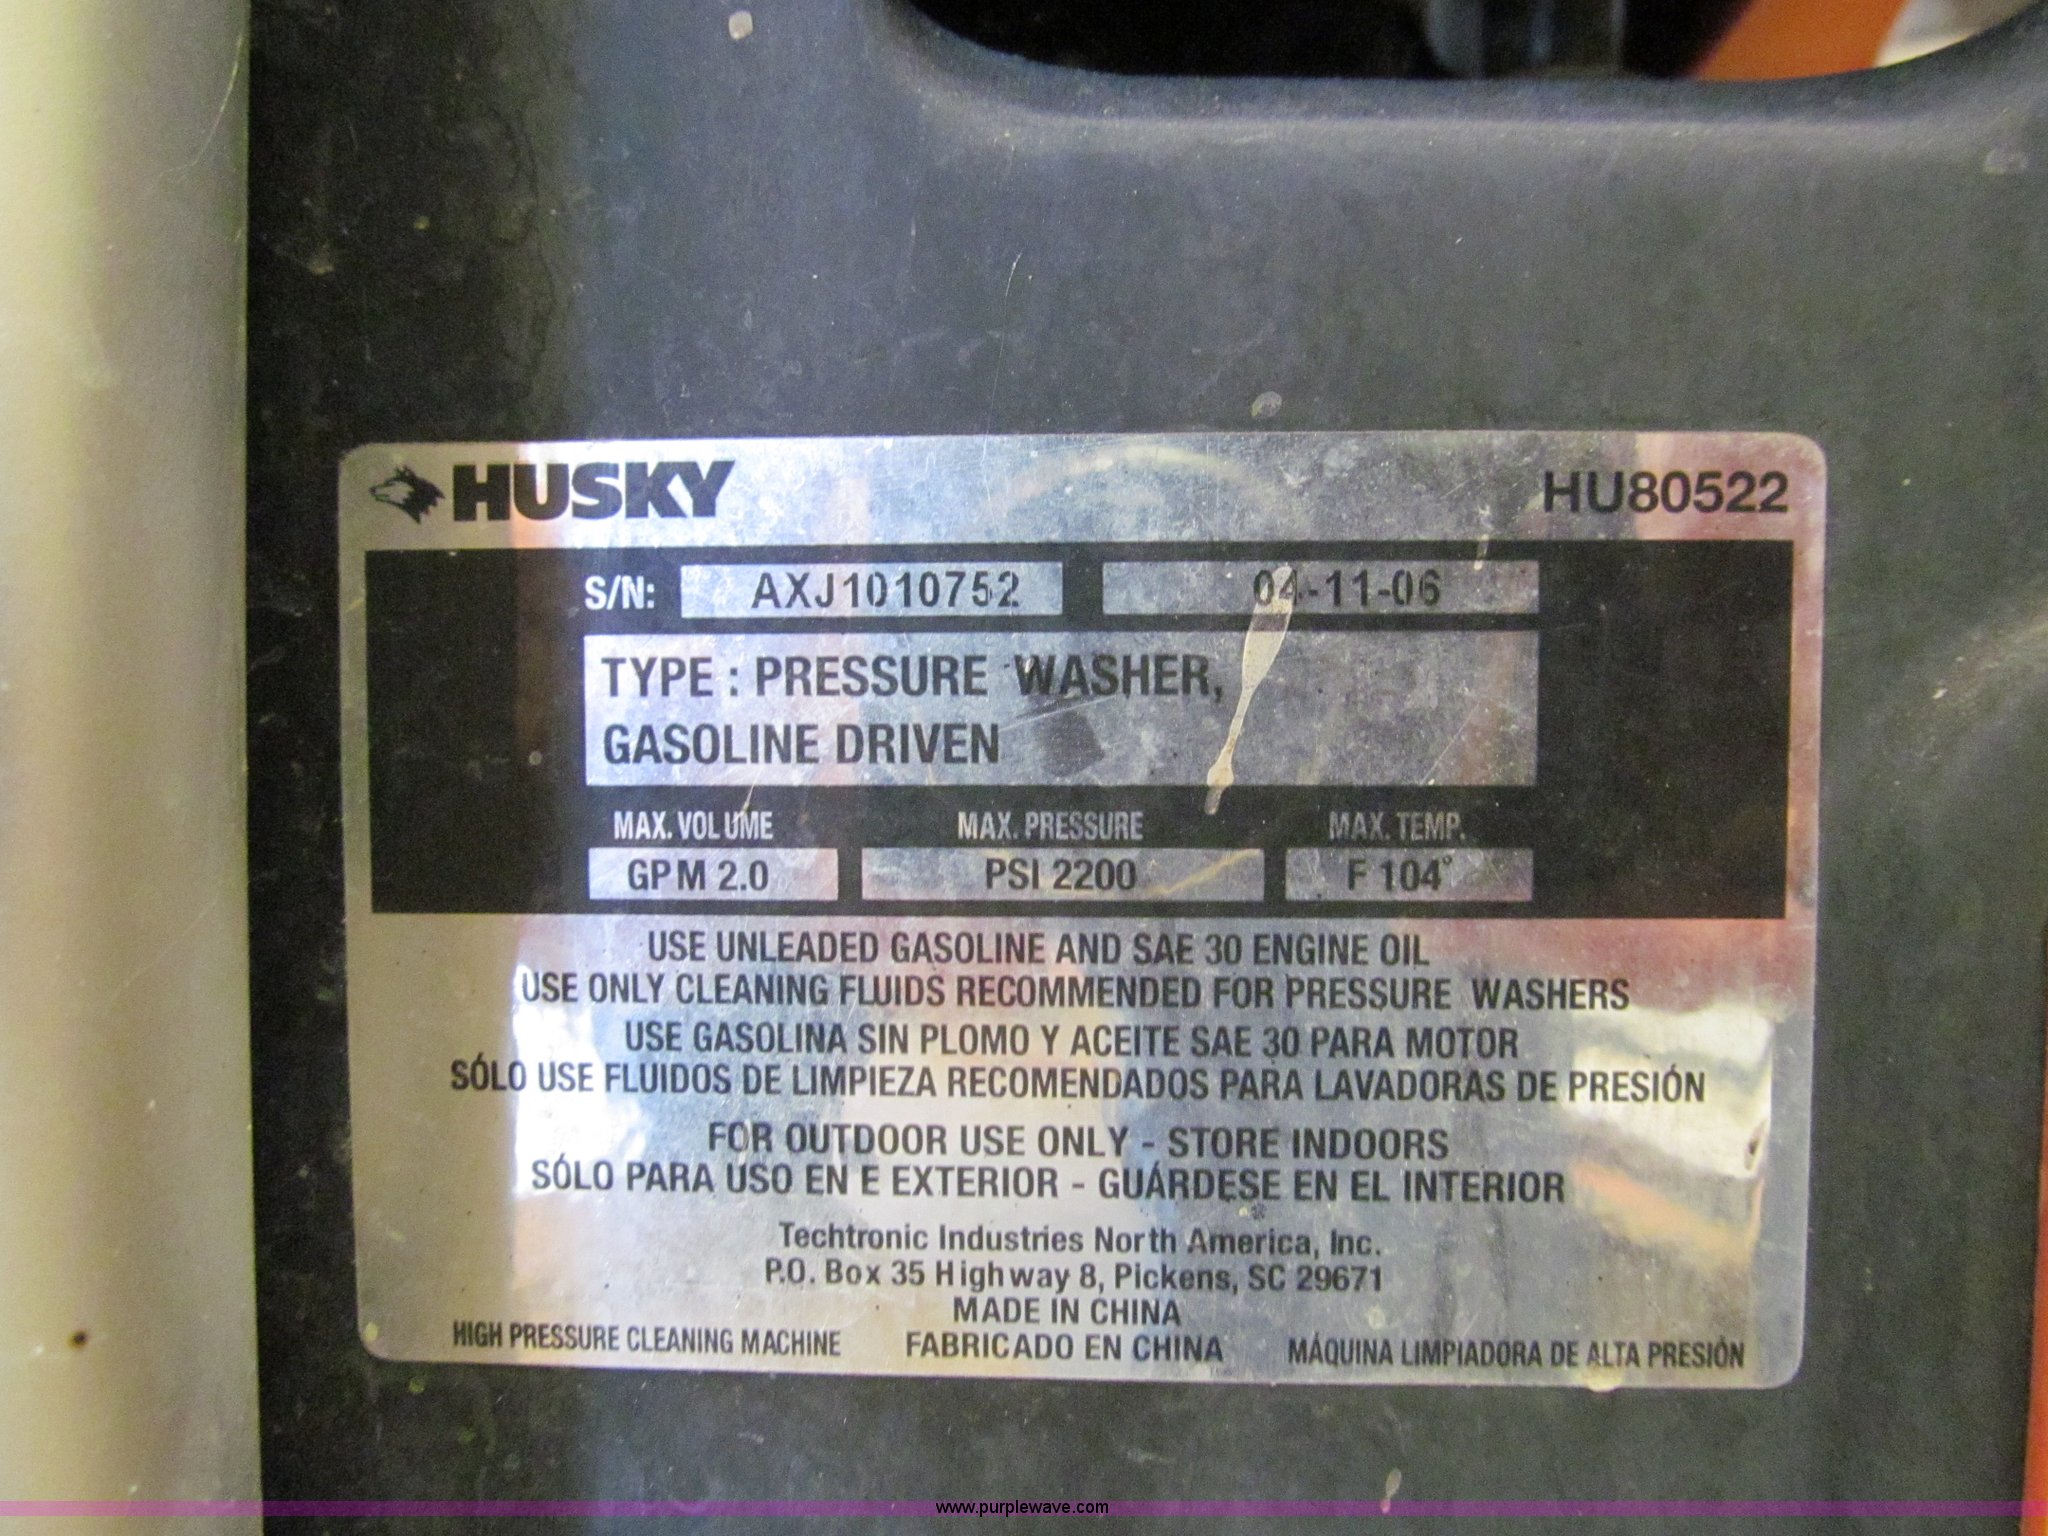 HUSKY HU80522
S/N: AXJ1010752 04-11-06
TYPE : PRESSURE WASHER,
GASOLINE DRIVEN
MAX. VOLUME MAX. PRESSURE MAX. TEMP.
GPM 2.0 PSI 2200 F 104°
USE UNLEADED GASOLINE AND SAE 30 ENGINE OIL
USE ONLY CLEANING FLUIDS RECOMMENDED FOR PRESSURE WASHERS
USE GASOLINA SIN PLOMO Y ACEITE SAE 30 PARA MOTOR
SÓLO USE FLUIDOS DE LIMPIEZA RECOMENDADOS PARA LAVADORAS DE PRESIÓN
FOR OUTDOOR USE ONLY - STORE INDOORS
SÓLO PARA USO EN E EXTERIOR - GUÁRDESE EN EL INTERIOR
Techtronic Industries North America, Inc.
P.O. Box 35 Highway 8, Pickens, SC 29671
MADE IN CHINA
HIGH PRESSURE CLEANING MACHINE FABRICADO EN CHINA MÁQUINA LIMPIADORA DE ALTA PRESIÓN
www.purplewave.com